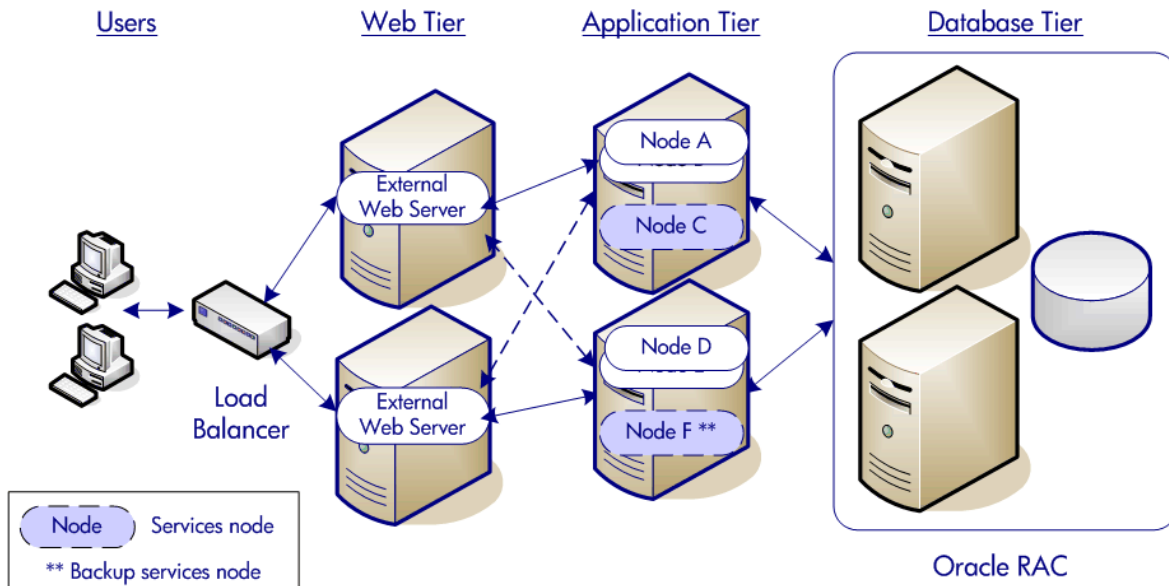 Users
Web Tier
Application Tier
Database Tier
Node A
External
Web Server
Node C
Node D
External
Web Server
Node F **
Load
Balancer
Node
Services node
** Backup services node
Oracle RAC